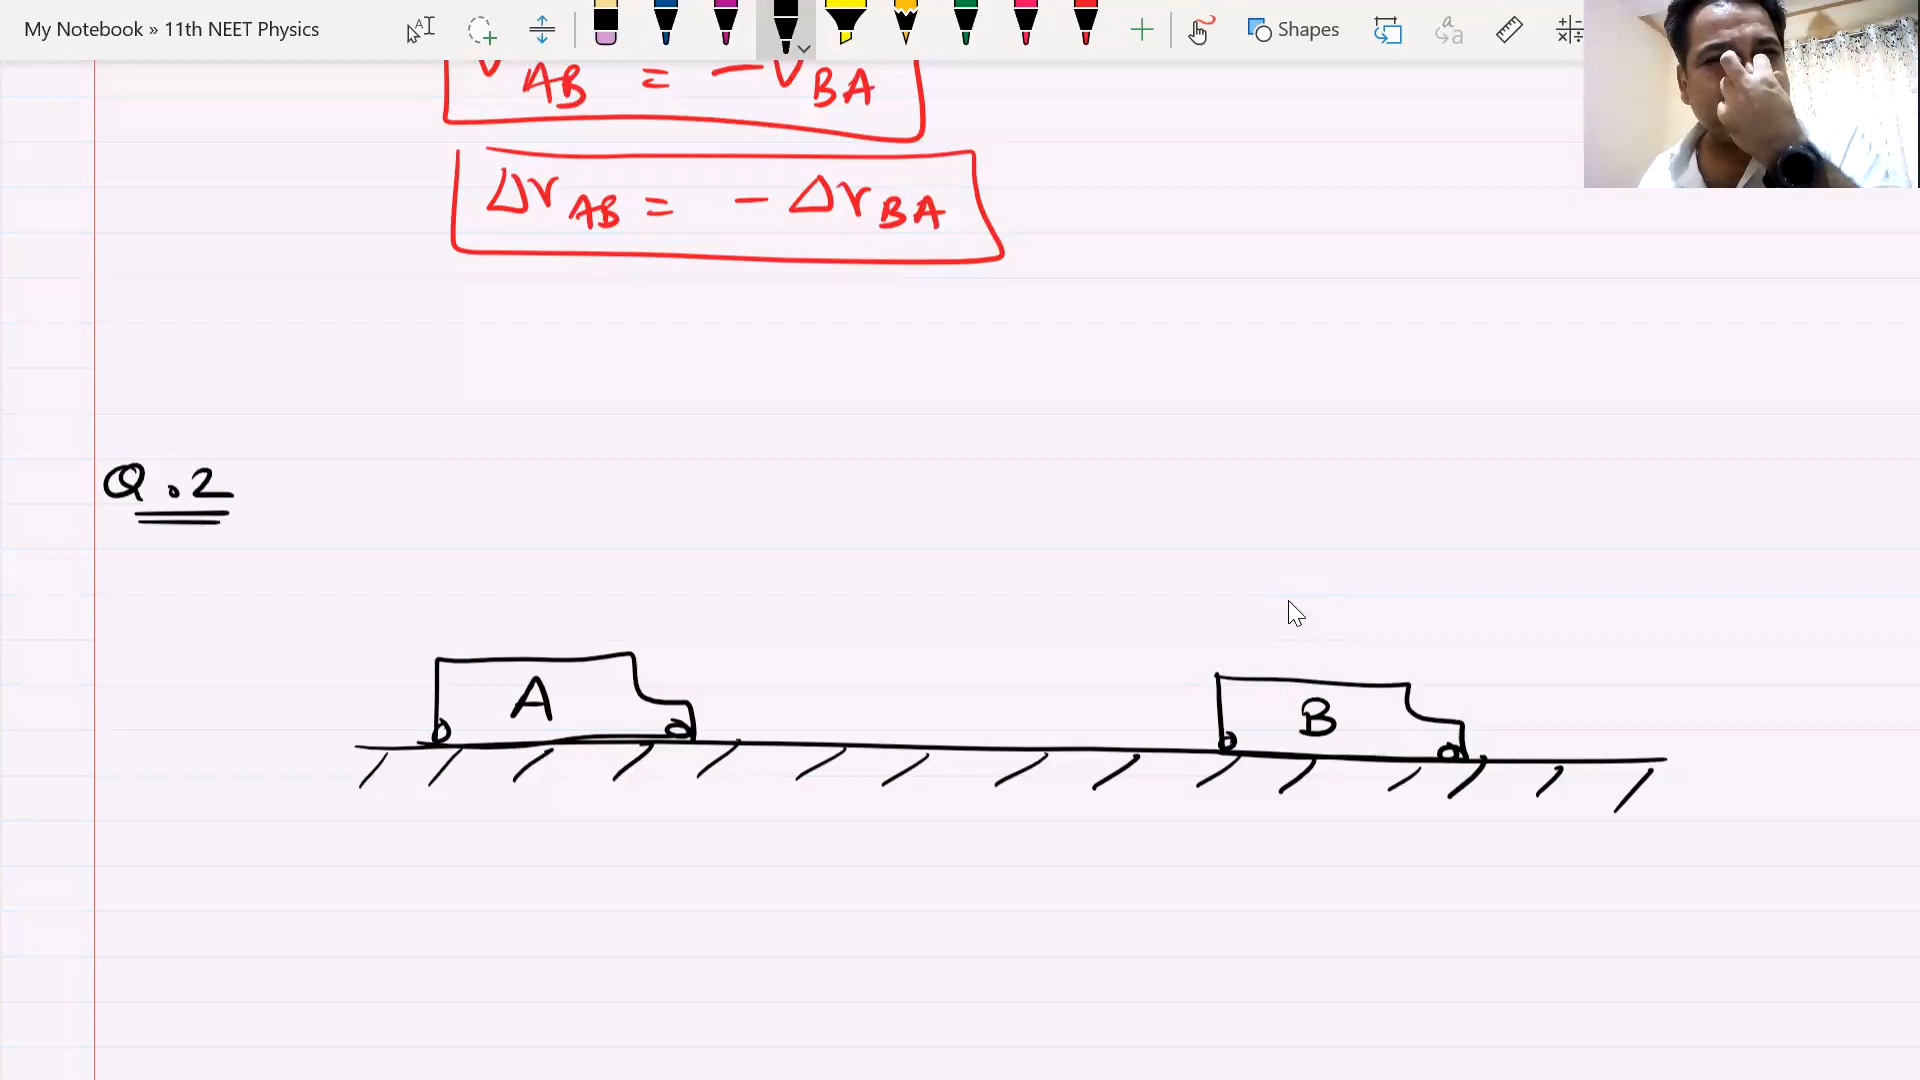 My Notebook » 11th NEET Physics
Shapes
V AB = - V BA
Δr AB = - Δr BA
Q.2
A
B